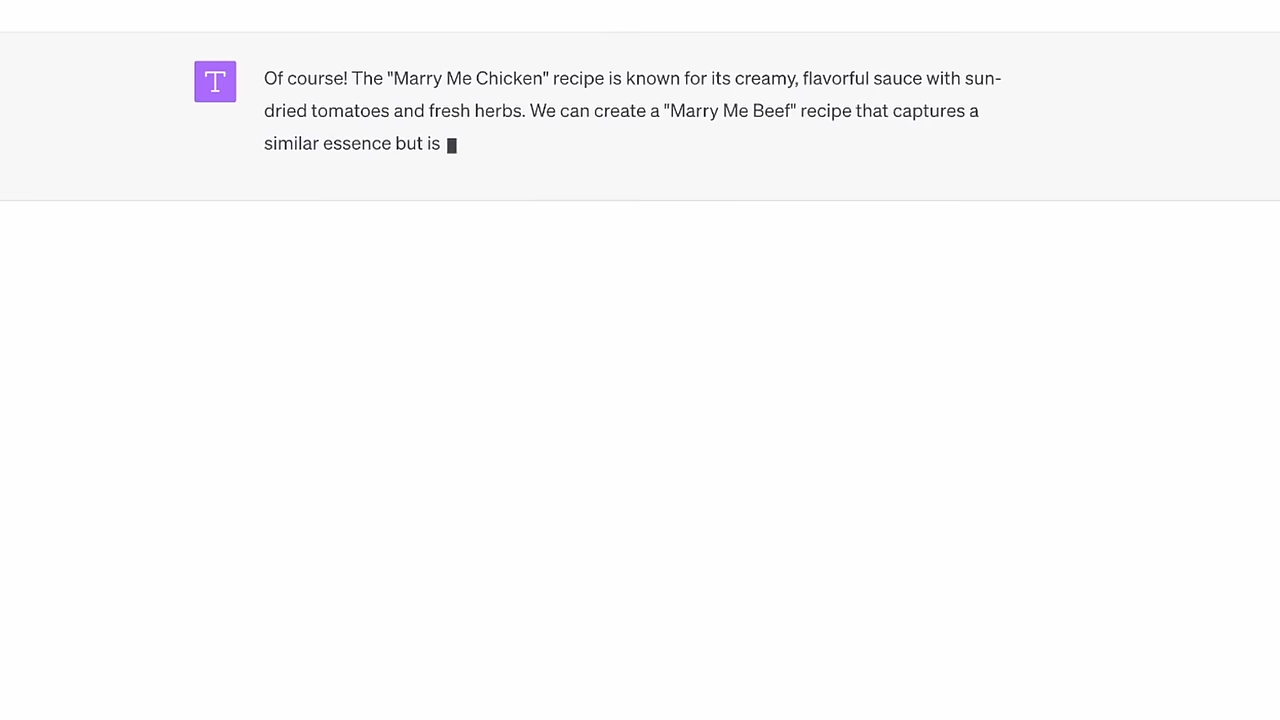 T
Of course! The "Marry Me Chicken" recipe is known for its creamy, flavorful sauce with sun-
dried tomatoes and fresh herbs. We can create a "Marry Me Beef" recipe that captures a
similar essence but is